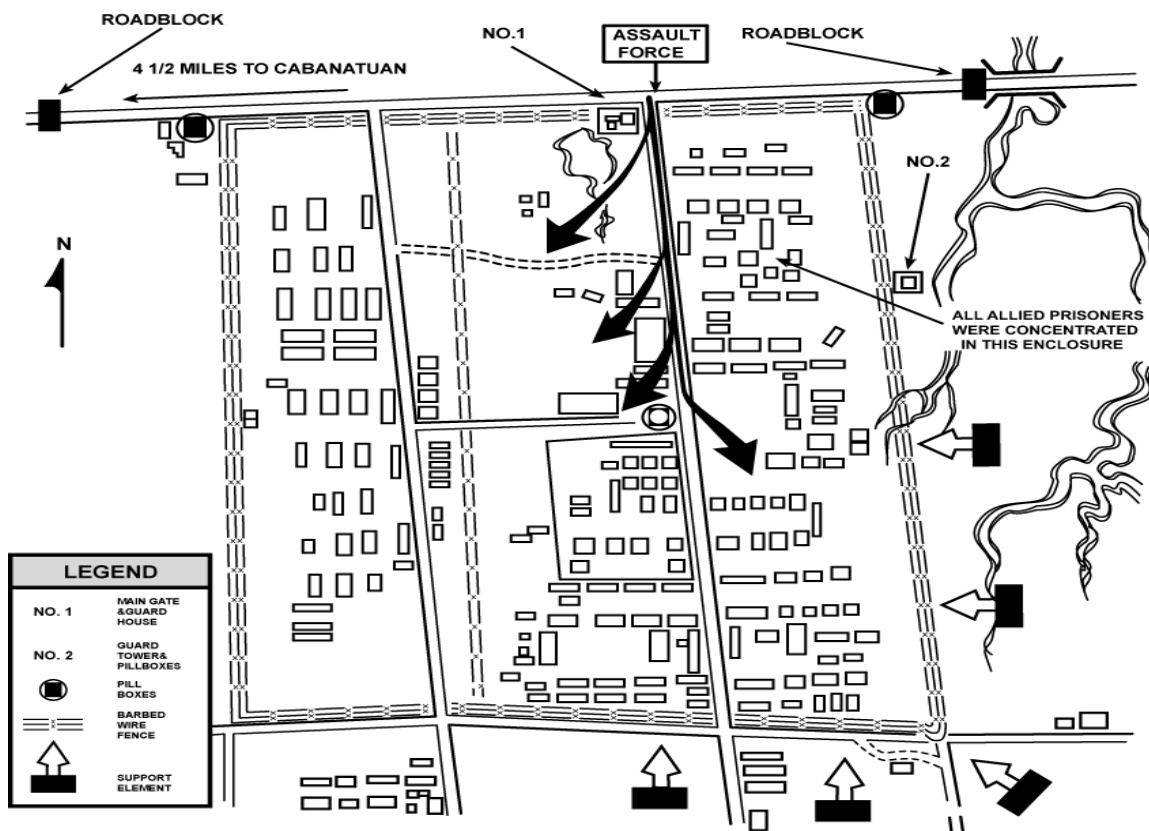 ROADBLOCK
NO.1
ASSAULT
FORCE
ROADBLOCK
4 1/2 MILES TO CABANATUAN
NO.2
N
ALL ALLIED PRISONERS
WERE CONCENTRATED
IN THIS ENCLOSURE
LEGEND
NO. 1
MAIN GATE
&GUARD
HOUSE
NO. 2
GUARD
TOWER&
PILLBOXES
PILL
BOXES
BARBED
WIRE
FENCE
SUPPORT
ELEMENT